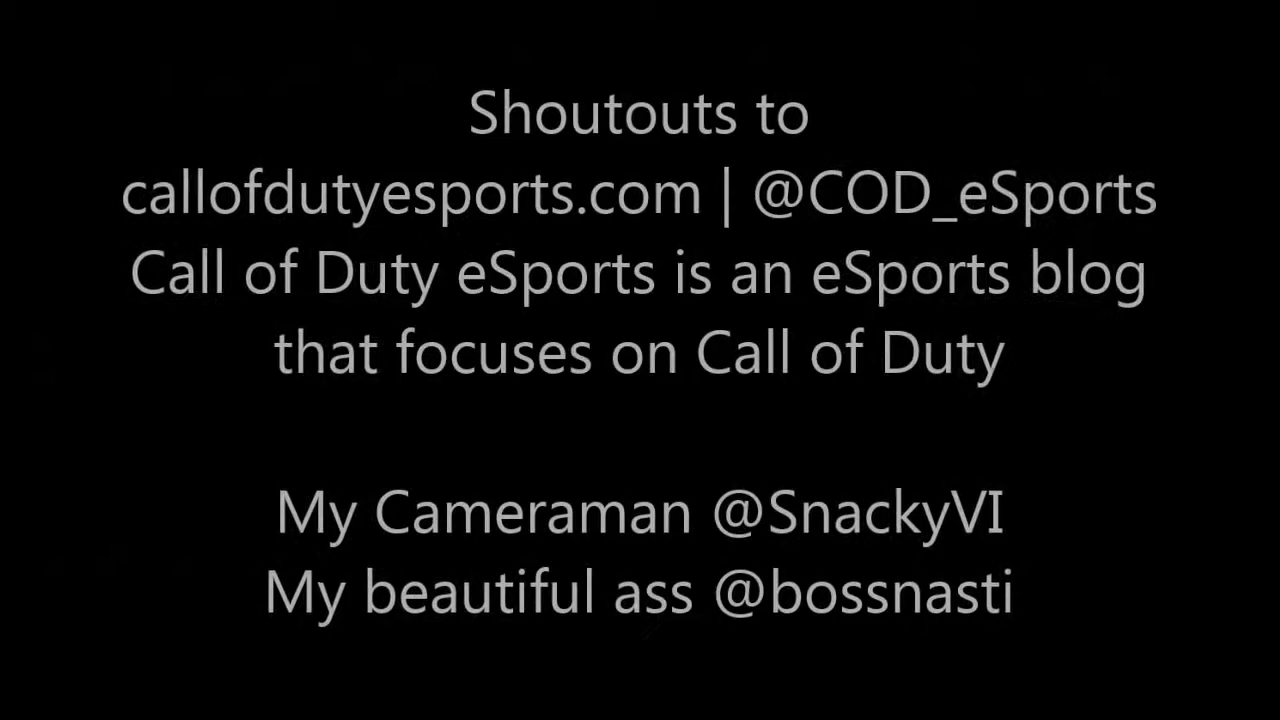 Shoutouts to
callofdutyesports.com | @COD_eSports
Call of Duty eSports is an eSports blog
that focuses on Call of Duty
My Cameraman @SnackyVI
My beautiful ass @bossnasti